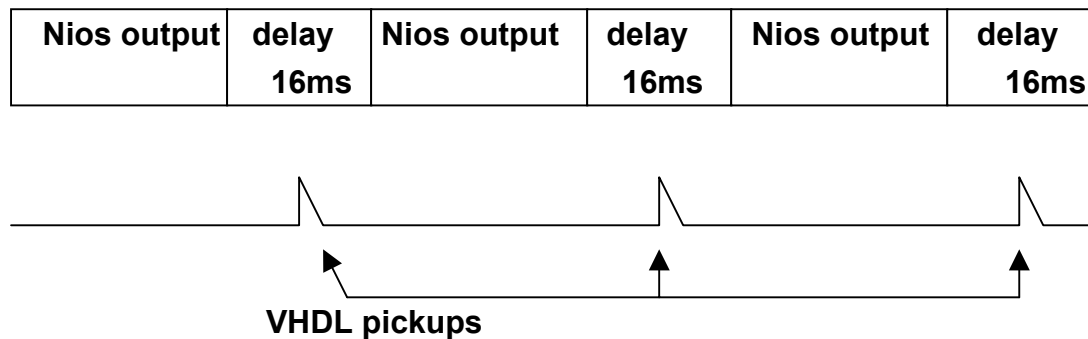 Nios output delay Nios output delay Nios output delay
16ms 16ms 16ms
VHDL pickups